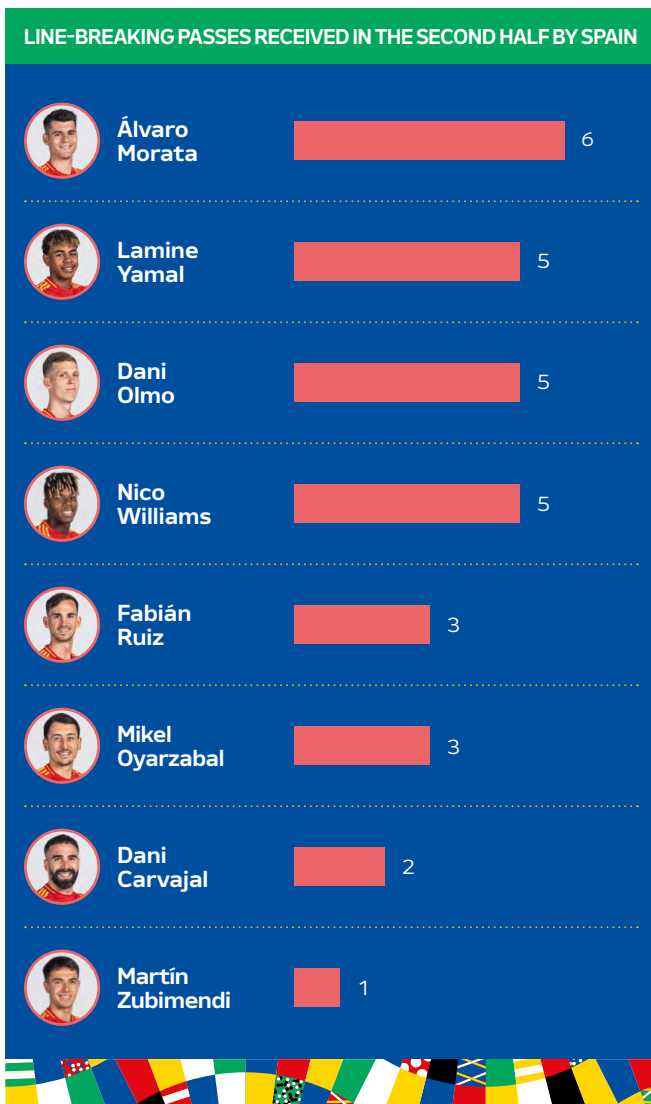 LINE-BREAKING PASSES RECEIVED IN THE SECOND HALF BY SPAIN
Álvaro
Morata
6
Lamine
Yamal
5
Dani
Olmo
5
Nico
Williams
5
Fabián
Ruiz
3
Mikel
Oyarzabal
3
Dani
Carvajal
2
Martín
Zubimendi
1